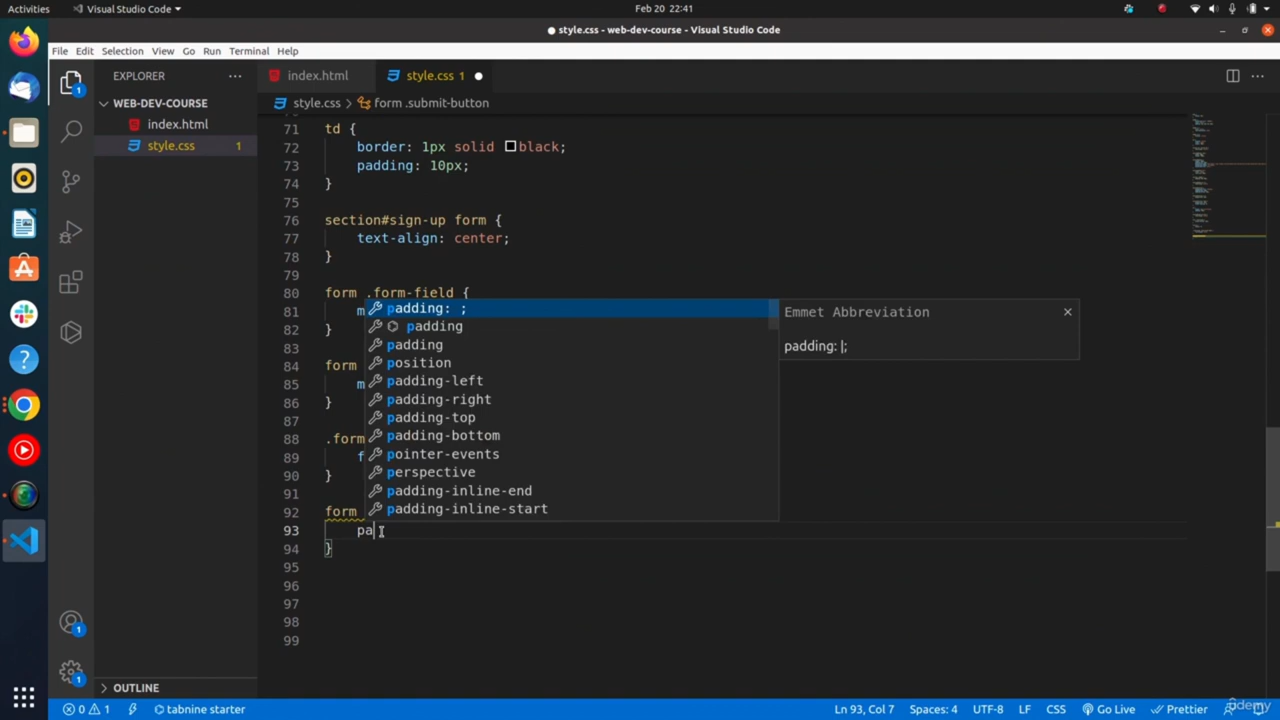 Activities
Visual Studio Code
Feb 20 22:41
style.css - web-dev-course - Visual Studio Code
File Edit Selection View Go Run Terminal Help
EXPLORER
index.html
style.css 1
WEB-DEV-COURSE
index.html
style.css 1
style.css > form .submit-button
71 td {
72 border: 1px solid black;
73 padding: 10px;
74 }
75
76 section#sign-up form {
77 text-align: center;
78 }
79
80 form .form-field {
81 m
82 }
83
84 form
85 m
86 }
87
88 .form
89 f
90 }
91
92 form
93 pa
94 }
95
96
97
98
99
padding: ;
padding
padding
position
padding-left
padding-right
padding-top
padding-bottom
pointer-events
perspective
padding-inline-end
padding-inline-start
Emmet Abbreviation
padding: |;
1
1
1
OUTLINE
0 1
tabnine starter
Ln 93, Col 7
Spaces: 4
UTF-8
LF
CSS
Go Live
Prettier
udemy